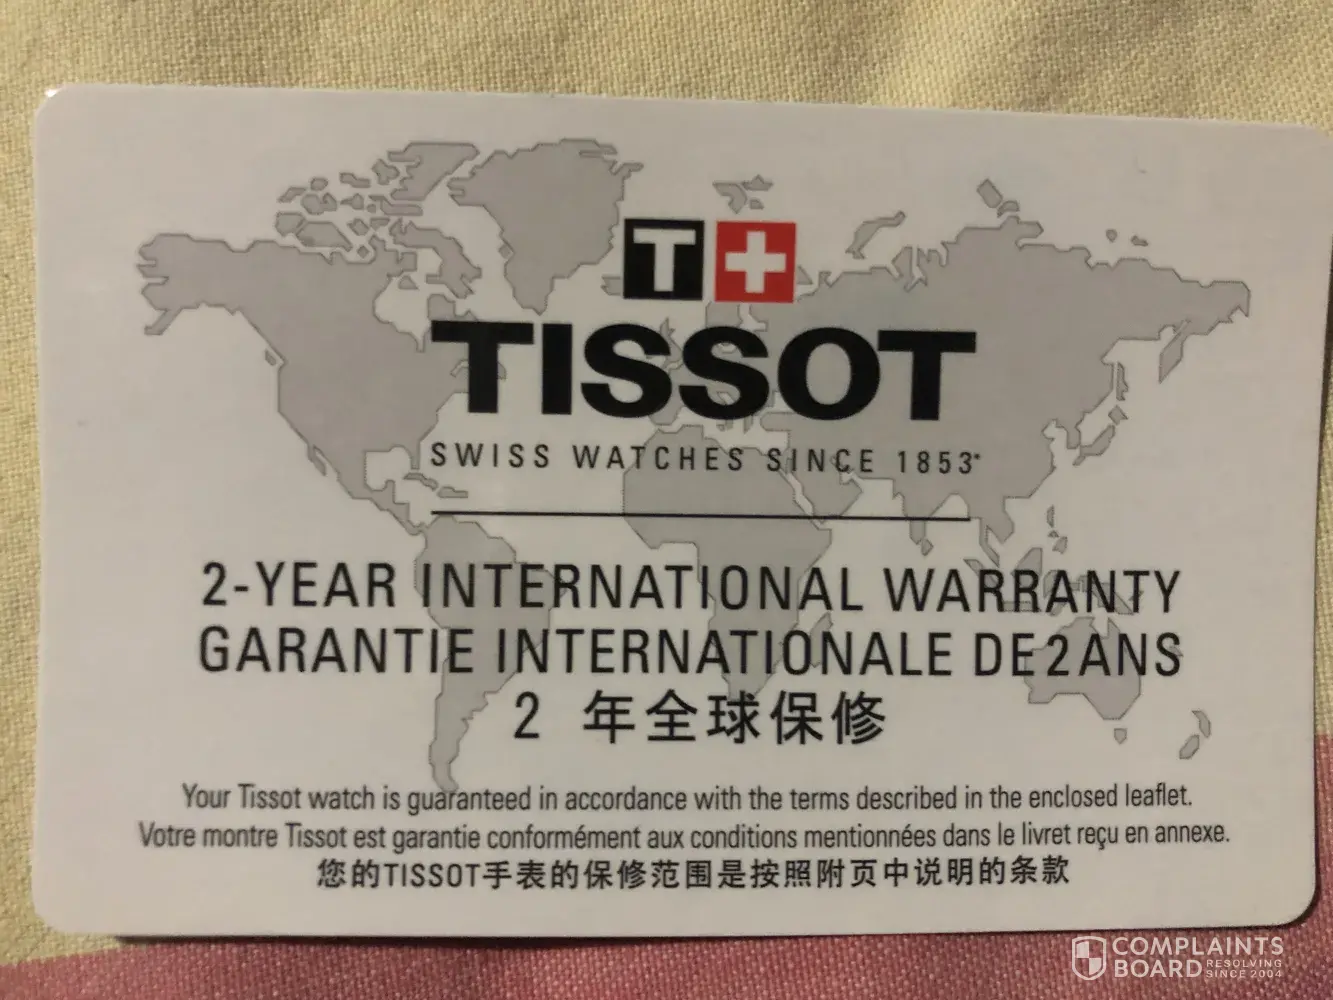 T+
TISSOT
SWISS WATCHES SINCE 1853*
2-YEAR INTERNATIONAL WARRANTY
GARANTIE INTERNATIONALE DE 2 ANS
2 年全球保修
Your Tissot watch is guaranteed in accordance with the terms described in the enclosed leaflet.
Votre montre Tissot est garantie conformément aux conditions mentionnées dans le livret reçu en annexe.
您的TISSOT手表的保修范围是按照附页中说明的条款
COMPLAINTS
BOARD RESOLVING
SINCE 2004